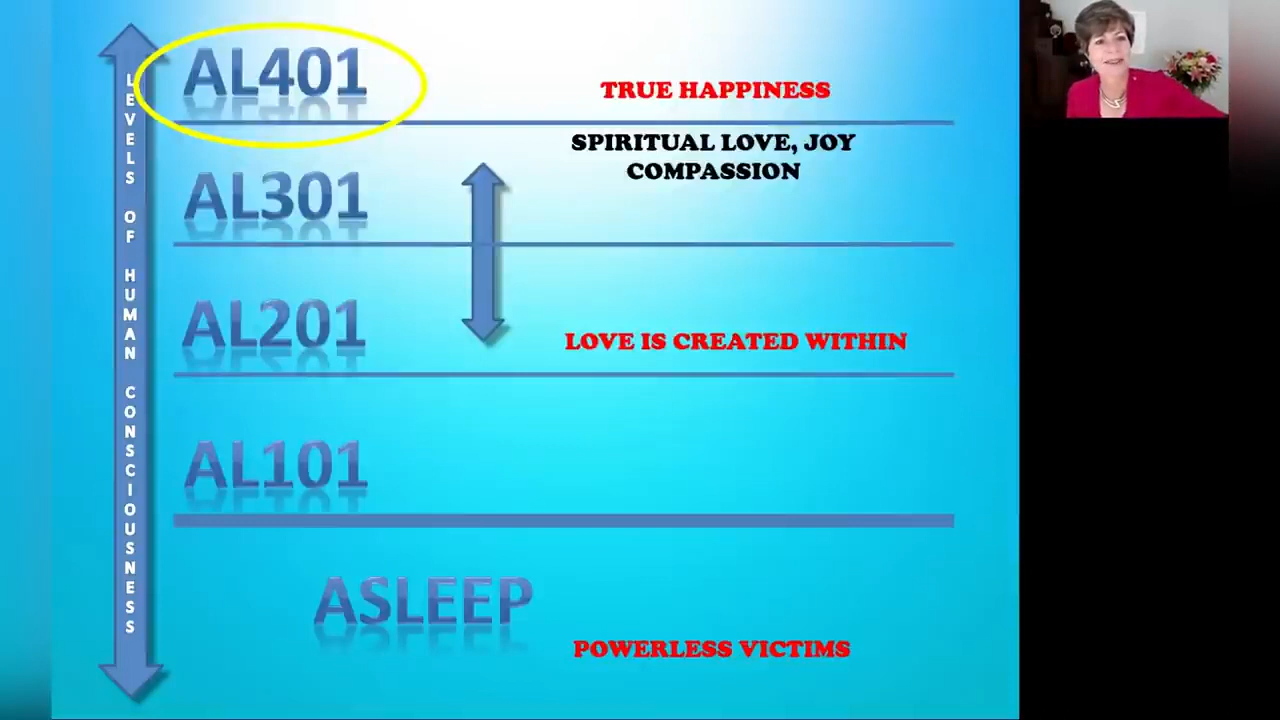 LEVELS OF HUMAN CONSCIOUSNESS
AL401
TRUE HAPPINESS
SPIRITUAL LOVE, JOY
COMPASSION
AL301
AL201
LOVE IS CREATED WITHIN
AL101
ASLEEP
POWERLESS VICTIMS